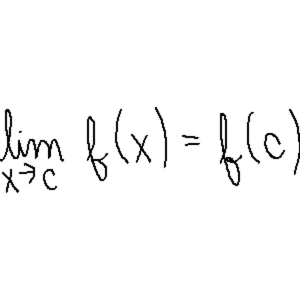 lim f(x) = f(c)
x→c